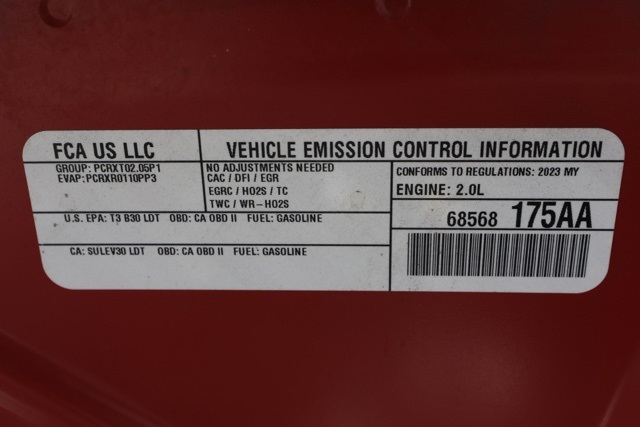 FCA US LLC
VEHICLE EMISSION CONTROL INFORMATION
GROUP: PCRXT02.05P1
EVAP: PCRXR0110PP3
NO ADJUSTMENTS NEEDED
CAC / DFI / EGR
EGRC / HO2S / TC
TWC / WR-HO2S
CONFORMS TO REGULATIONS: 2023 MY
ENGINE: 2.0L
U.S. EPA: T3 B30 LDT OBD: CA OBD II FUEL: GASOLINE
CA: SULEV30 LDT OBD: CA OBD II FUEL: GASOLINE
68568 175AA